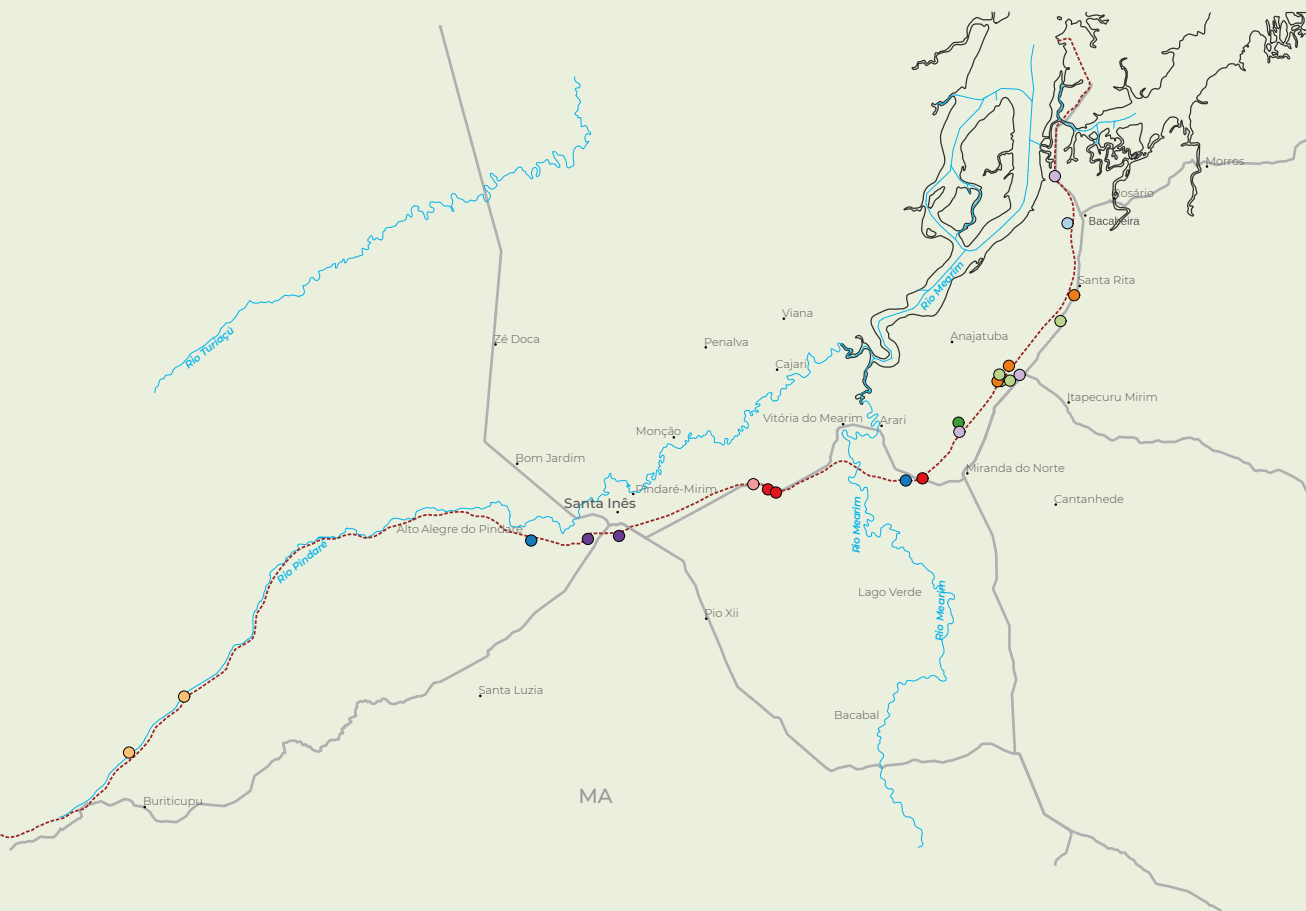 Morros
Rosário
Bacabeira
Rio Mearim
Santa Rita
Viana
Rio Turiaçú
Zé Doca
Penalva
Anajatuba
Cajari
Itapecuru Mirim
Vitória do Mearim
Arari
Monção
Bom Jardim
Miranda do Norte
Pindaré-Mirim
Santa Inês
Cantanhede
Alto Alegre do Pindaré
Rio Mearim
Rio Pindaré
Lago Verde
Rio Mearim
Pio Xii
Santa Luzia
Bacabal
MA
Buriticupu